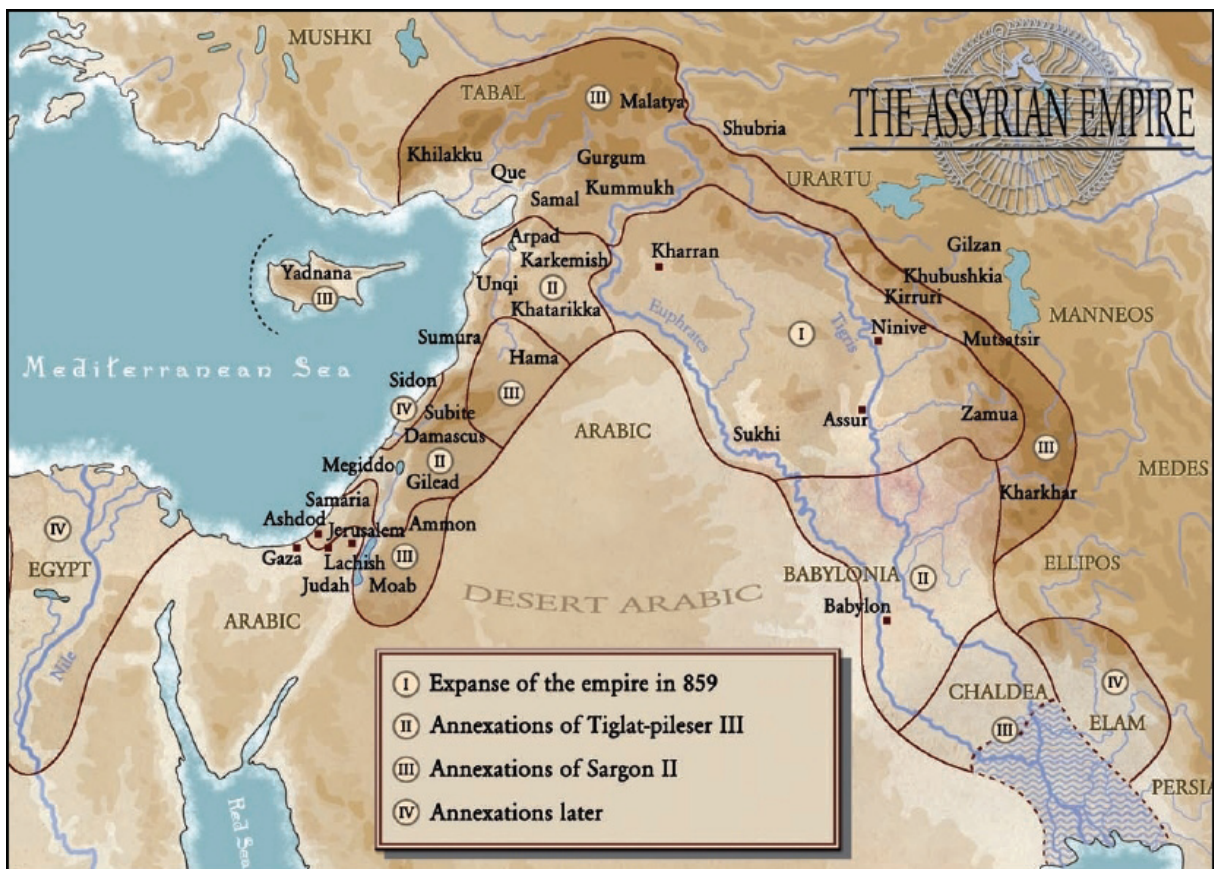 MUSHKI
TABAL
III
Malatya
THE ASSYRIAN EMPIRE
Shubria
Khilakku
Gurgum
Que
Kummukh
URARTU
Samal
Arpad
Kharran
Gilzan
Karkemish
Yadnana
III
Unqi
II
Khubushkia
Khatarikka
Kirruri
Euphrates
Tigris
MANNEOS
I
Ninive
Mutsatsir
Sumura
Hama
Mediterranean Sea
Sidon
III
IV
Subite
Assur
Zamua
Damascus
ARABIC
Sukhi
III
Megiddo
II
MEDES
Gilead
Kharkhar
Samaria
Ashdod
Ammon
IV
Jerusalem
Gaza
Lachish
III
EGYPT
Judah
Moab
ELLIPOS
BABYLONIA
II
DESERT ARABIC
Babylon
ARABIC
Nile
IV
CHALDEA
ELAM
III
PERSIA
Red Sea
I Expanse of the empire in 859
II Annexations of Tiglat-pileser III
III Annexations of Sargon II
IV Annexations later